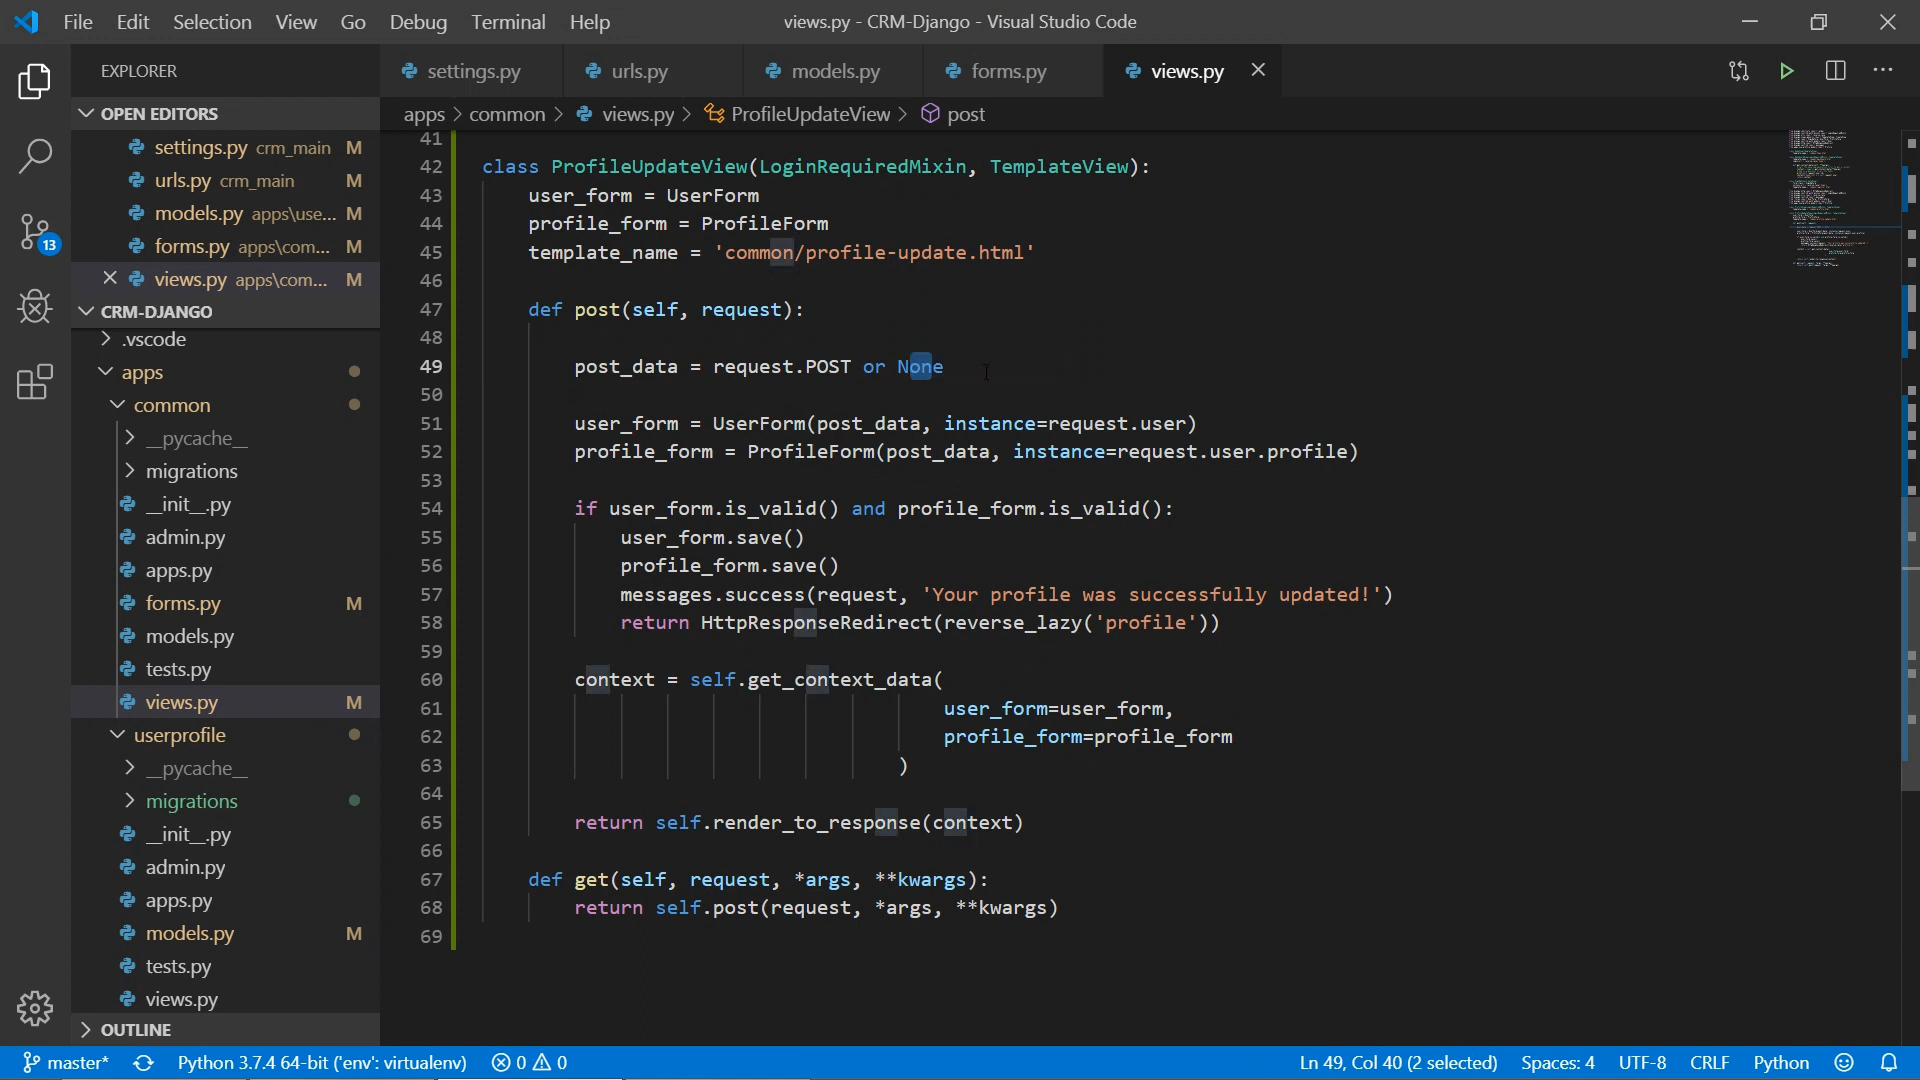 File Edit Selection View Go Debug Terminal Help views.py - CRM-Django - Visual Studio Code
EXPLORER
settings.py urls.py models.py forms.py views.py
OPEN EDITORS
settings.py crm_main M
urls.py crm_main M
models.py apps\use... M
forms.py apps\com... M
views.py apps\com... M
CRM-DJANGO
.vscode
apps
common
__pycache__
migrations
__init__.py
admin.py
apps.py
forms.py M
models.py
tests.py
views.py M
userprofile
__pycache__
migrations
__init__.py
admin.py
apps.py
models.py M
tests.py
views.py
OUTLINE
13
apps > common > views.py > ProfileUpdateView > post
41
42 class ProfileUpdateView(LoginRequiredMixin, TemplateView):
43 user_form = UserForm
44 profile_form = ProfileForm
45 template_name = 'common/profile-update.html'
46
47 def post(self, request):
48
49 post_data = request.POST or None
50
51 user_form = UserForm(post_data, instance=request.user)
52 profile_form = ProfileForm(post_data, instance=request.user.profile)
53
54 if user_form.is_valid() and profile_form.is_valid():
55 user_form.save()
56 profile_form.save()
57 messages.success(request, 'Your profile was successfully updated!')
58 return HttpResponseRedirect(reverse_lazy('profile'))
59
60 context = self.get_context_data(
61 user_form=user_form,
62 profile_form=profile_form
63 )
64
65 return self.render_to_response(context)
66
67 def get(self, request, *args, **kwargs):
68 return self.post(request, *args, **kwargs)
69
master* Python 3.7.4 64-bit ('env': virtualenv) 0 0 Ln 49, Col 40 (2 selected) Spaces: 4 UTF-8 CRLF Python